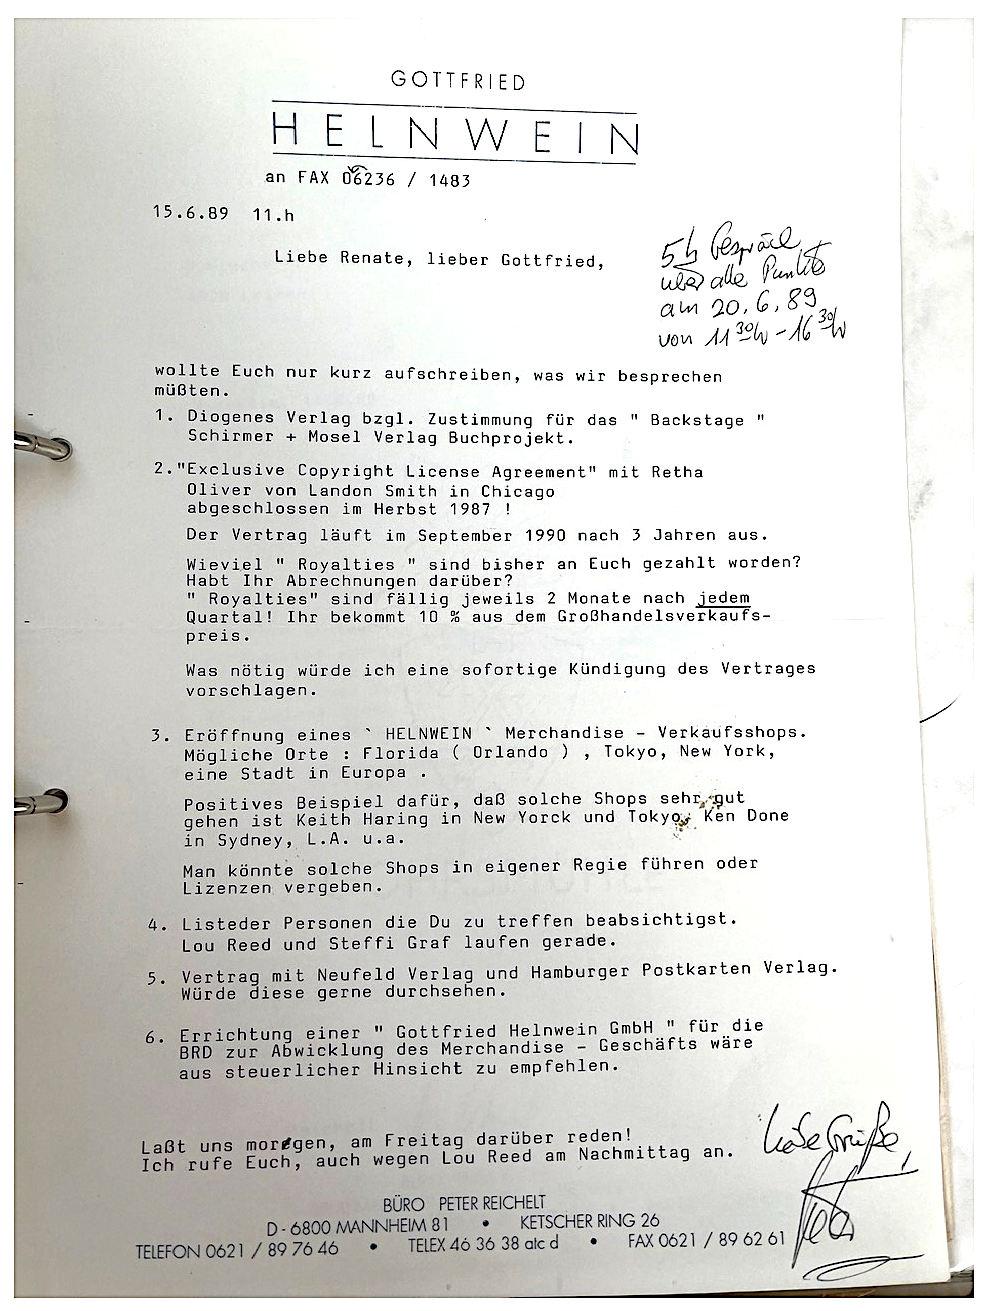 GOTTFRIED
HELNWEIN
an FAX 06236 / 1483
15.6.89 11.h
Liebe Renate, lieber Gottfried,
5h Gespräch
über alle Punkte
am 20.6.89
von 11 30h - 16 30h
wollte Euch nur kurz aufschreiben, was wir besprechen
müßten.
1. Diogenes Verlag bzgl. Zustimmung für das " Backstage "
Schirmer + Mosel Verlag Buchprojekt.
2."Exclusive Copyright License Agreement" mit Retha
Oliver von Landon Smith in Chicago
abgeschlossen im Herbst 1987 !
Der Vertrag läuft im September 1990 nach 3 Jahren aus.
Wieviel " Royalties " sind bisher an Euch gezahlt worden?
Habt Ihr Abrechnungen darüber?
" Royalties" sind fällig jeweils 2 Monate nach jedem
Quartal! Ihr bekommt 10 % aus dem Großhandelsverkaufs-
preis.
Was nötig würde ich eine sofortige Kündigung des Vertrages
vorschlagen.
3. Eröffnung eines ` HELNWEIN ` Merchandise - Verkaufsshops.
Mögliche Orte : Florida ( Orlando ) , Tokyo, New York,
eine Stadt in Europa .
Positives Beispiel dafür, daß solche Shops sehr gut
gehen ist Keith Haring in New Yorck und Tokyo, Ken Done
in Sydney, L.A. u.a.
Man könnte solche Shops in eigener Regie führen oder
Lizenzen vergeben.
4. Listeder Personen die Du zu treffen beabsichtigst.
Lou Reed und Steffi Graf laufen gerade.
5. Vertrag mit Neufeld Verlag und Hamburger Postkarten Verlag.
Würde diese gerne durchsehen.
6. Errichtung einer " Gottfried Helnwein GmbH " für die
BRD zur Abwicklung des Merchandise - Geschäfts wäre
aus steuerlicher Hinsicht zu empfehlen.
Laßt uns morgen, am Freitag darüber reden!
Ich rufe Euch, auch wegen Lou Reed am Nachmittag an.
Liebe Grüße,
Peter
BÜRO PETER REICHELT
D - 6800 MANNHEIM 81 • KETSCHER RING 26
TELEFON 0621 / 89 76 46 • TELEX 46 36 38 atc d • FAX 0621 / 89 62 61